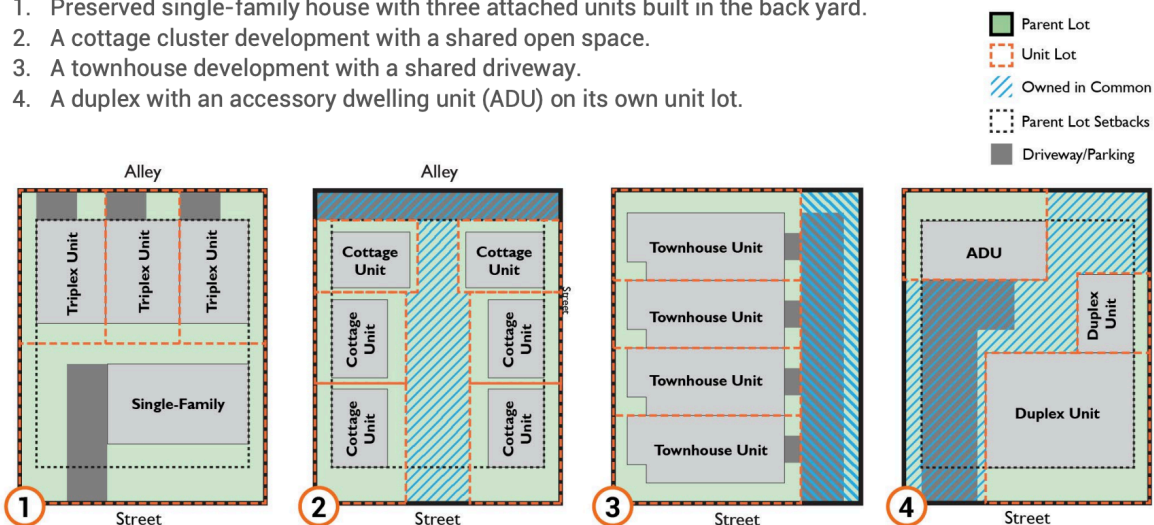 1. Preserved single-family house with three attached units built in the back yard.
2. A cottage cluster development with a shared open space.
3. A townhouse development with a shared driveway.
4. A duplex with an accessory dwelling unit (ADU) on its own unit lot.
Parent Lot
Unit Lot
Owned in Common
Parent Lot Setbacks
Driveway/Parking
Alley
Triplex Unit
Triplex Unit
Triplex Unit
Single-Family
1
Street
Alley
Cottage
Unit
Cottage
Unit
Cottage
Unit
Cottage
Unit
Cottage
Unit
Cottage
Unit
Street
2
Street
Townhouse Unit
Townhouse Unit
Townhouse Unit
Townhouse Unit
3
Street
ADU
Duplex
Unit
Duplex Unit
4
Street